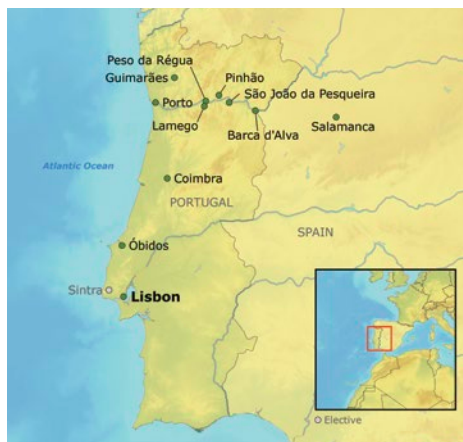 Peso da Régua
Guimarães
Pinhão
São João da Pesqueira
Porto
Lamego
Barca d'Alva
Salamanca
Atlantic Ocean
Coimbra
PORTUGAL
SPAIN
Óbidos
Sintra
Lisbon
Elective